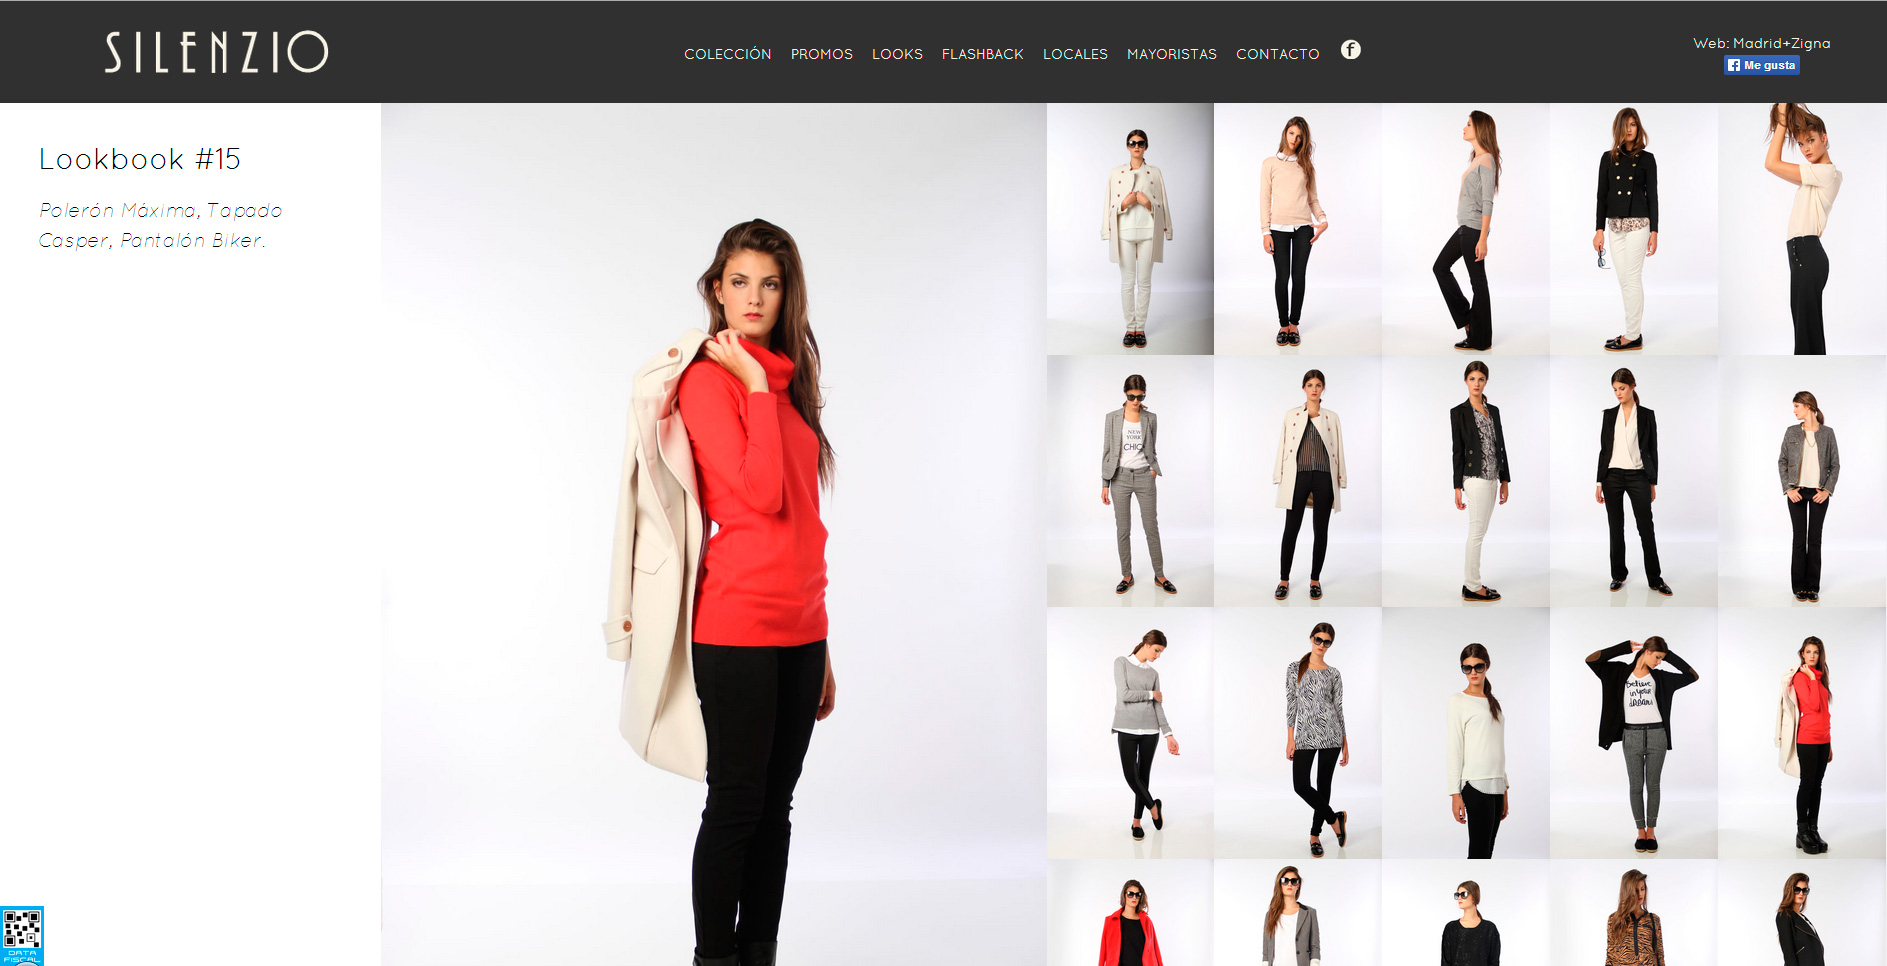 SILENZIO
COLECCIÓN PROMOS LOOKS FLASHBACK LOCALES MAYORISTAS CONTACTO f
Web: Madrid+Zigna
f Me gusta
Lookbook #15
Polerón Máxima, Tapado
Casper, Pantalón Biker.
NEW
YORK
CHIC
Believe
in your
dreams
DATA
FISCAL